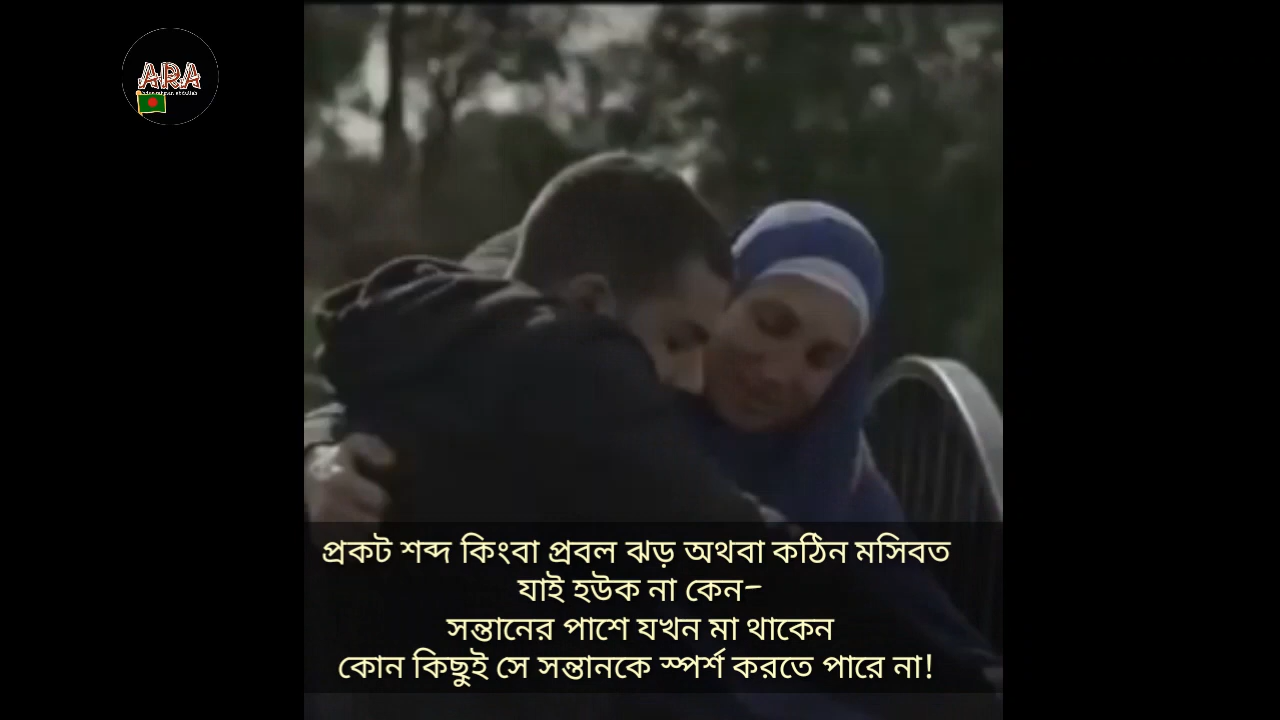 ARA
প্রকট শব্দ কিংবা প্রবল ঝড় অথবা কঠিন মসিবত
যাই হউক না কেন-
সন্তানের পাশে যখন মা থাকেন
কোন কিছুই সে সন্তানকে স্পর্শ করতে পারে না!